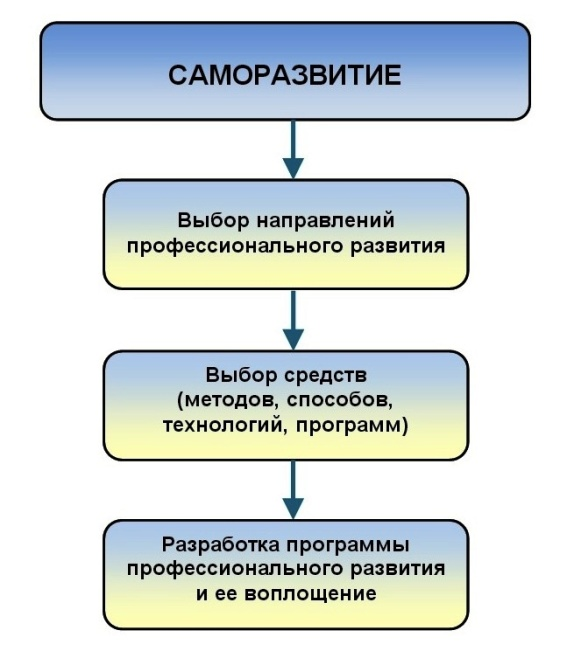 САМОРАЗВИТИЕ
Выбор направлений
профессионального развития
Выбор средств
(методов, способов,
технологий, программ)
Разработка программы
профессионального развития
и ее воплощение